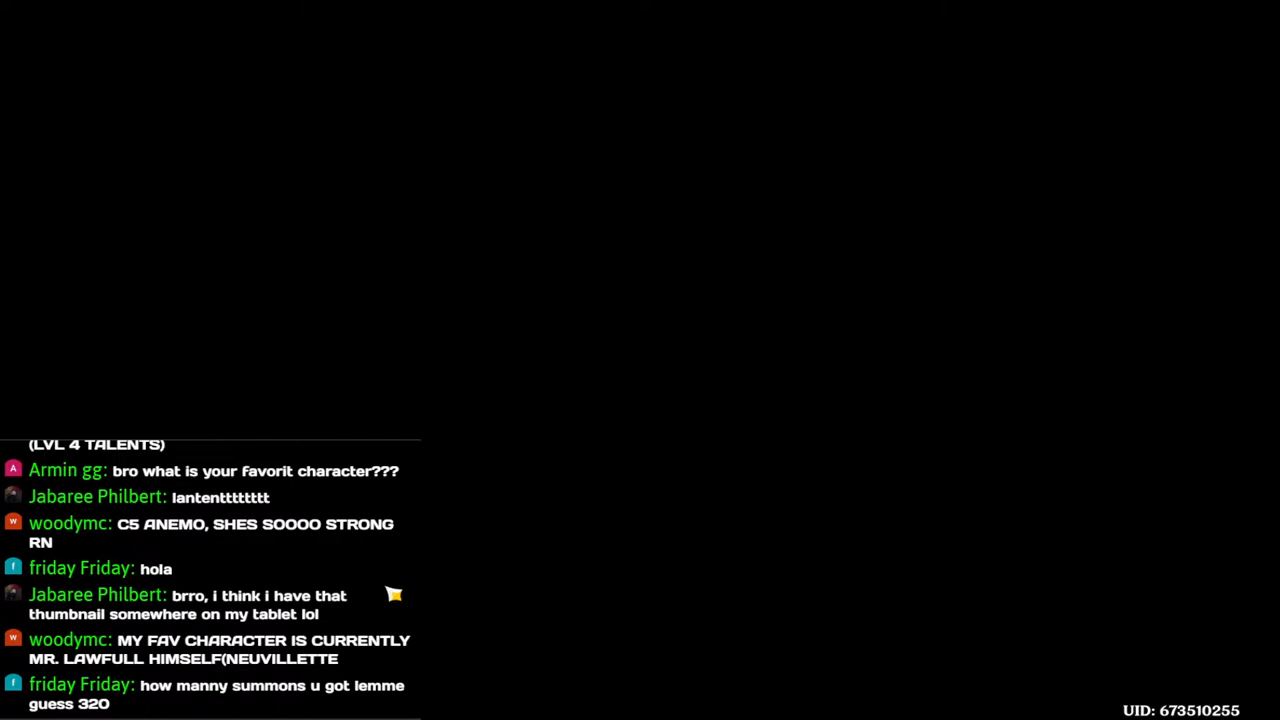 (LVL 4 TALENTS)
A Armin gg: bro what is your favorit character???
Jabaree Philbert: lantentttttttt
w woodymc: C5 ANEMO, SHES SOOOO STRONG
RN
f friday Friday: hola
Jabaree Philbert: brro, i think i have that
thumbnail somewhere on my tablet lol
w woodymc: MY FAV CHARACTER IS CURRENTLY
MR. LAWFULL HIMSELF(NEUVILLETTE
f friday Friday: how manny summons u got lemme
guess 320
UID: 673510255